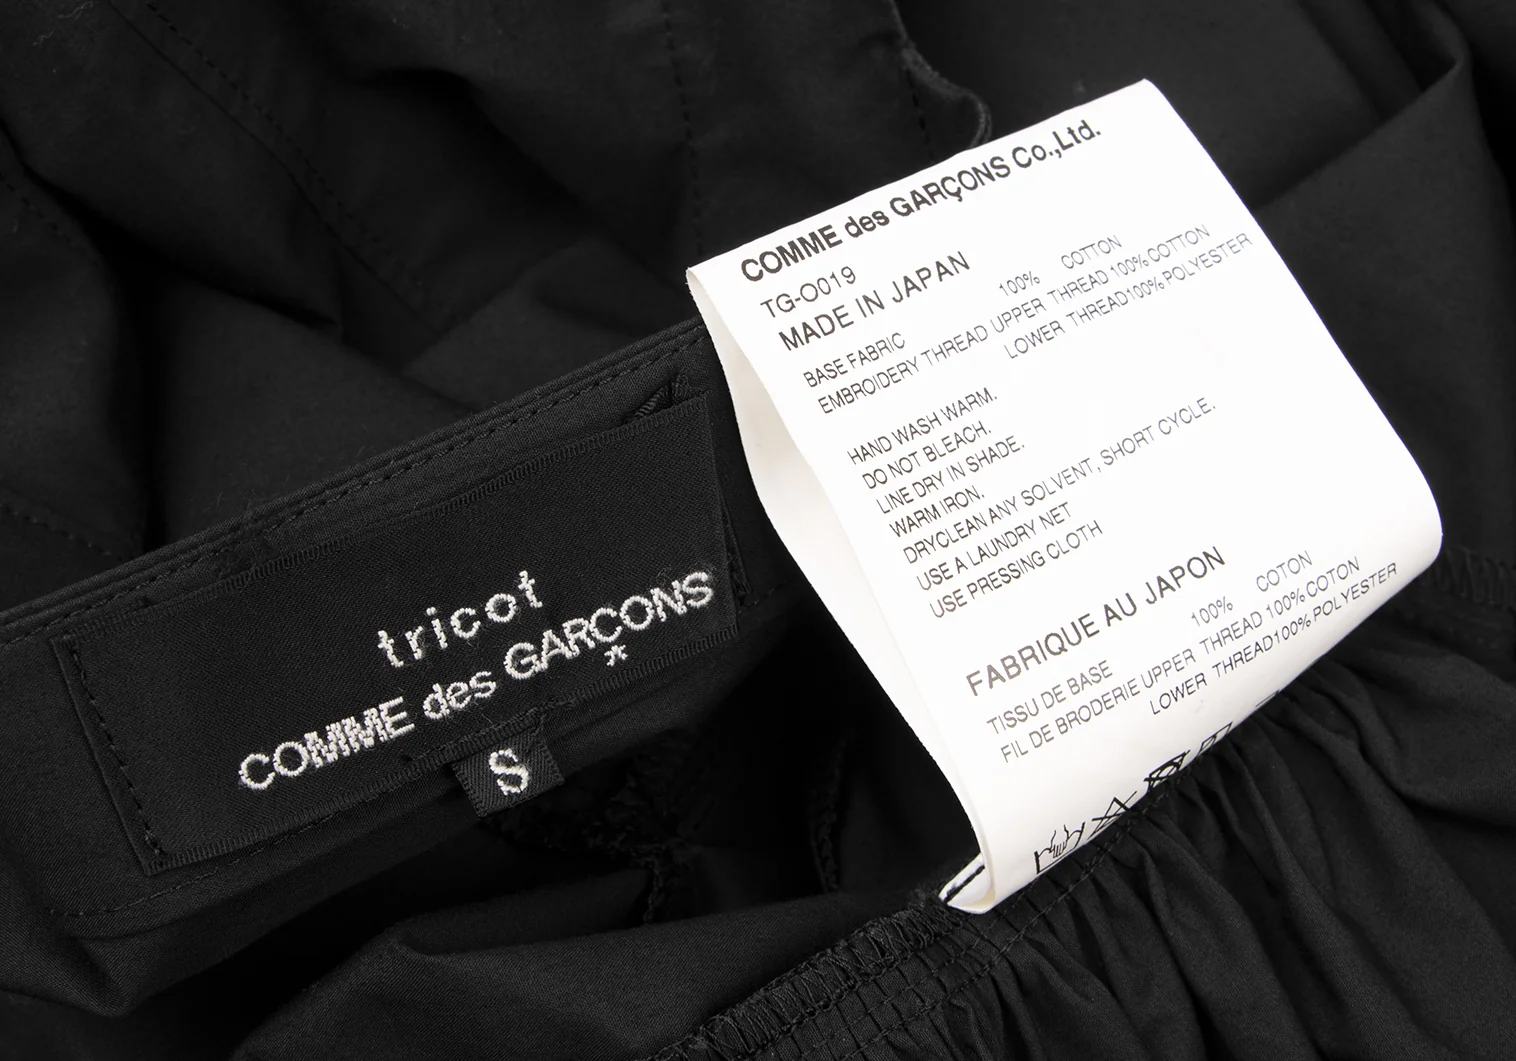 tricot
COMME des GARÇONS
S
COMME des GARÇONS Co.,Ltd.
TG-O019
MADE IN JAPAN
BASE FABRIC 100% COTTON
EMBROIDERY THREAD UPPER THREAD 100% COTTON
LOWER THREAD100% POLYESTER
HAND WASH WARM.
DO NOT BLEACH.
LINE DRY IN SHADE.
WARM IRON.
DRYCLEAN ANY SOLVENT, SHORT CYCLE.
USE A LAUNDRY NET
USE PRESSING CLOTH
FABRIQUE AU JAPON
TISSU DE BASE 100% COTON
FIL DE BRODERIE UPPER THREAD 100% COTON
LOWER THREAD100% POLYESTER